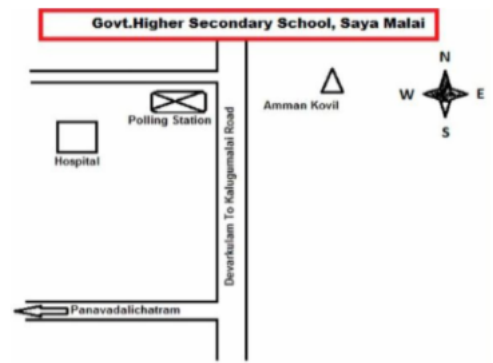 Govt.Higher Secondary School, Saya Malai
N
W E
S
Amman Kovil
Polling Station
Hospital
Devarkulam To Kalugumalai Road
Panavadalichatram